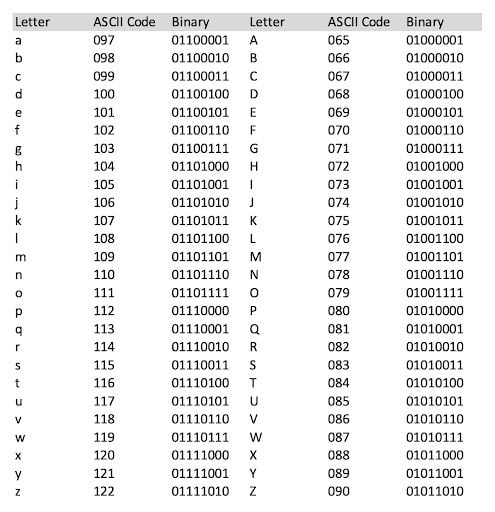 Letter ASCII Code Binary Letter ASCII Code Binary
a 097 01100001 A 065 01000001
b 098 01100010 B 066 01000010
c 099 01100011 C 067 01000011
d 100 01100100 D 068 01000100
e 101 01100101 E 069 01000101
f 102 01100110 F 070 01000110
g 103 01100111 G 071 01000111
h 104 01101000 H 072 01001000
i 105 01101001 I 073 01001001
j 106 01101010 J 074 01001010
k 107 01101011 K 075 01001011
l 108 01101100 L 076 01001100
m 109 01101101 M 077 01001101
n 110 01101110 N 078 01001110
o 111 01101111 O 079 01001111
p 112 01110000 P 080 01010000
q 113 01110001 Q 081 01010001
r 114 01110010 R 082 01010010
s 115 01110011 S 083 01010011
t 116 01110100 T 084 01010100
u 117 01110101 U 085 01010101
v 118 01110110 V 086 01010110
w 119 01110111 W 087 01010111
x 120 01111000 X 088 01011000
y 121 01111001 Y 089 01011001
z 122 01111010 Z 090 01011010